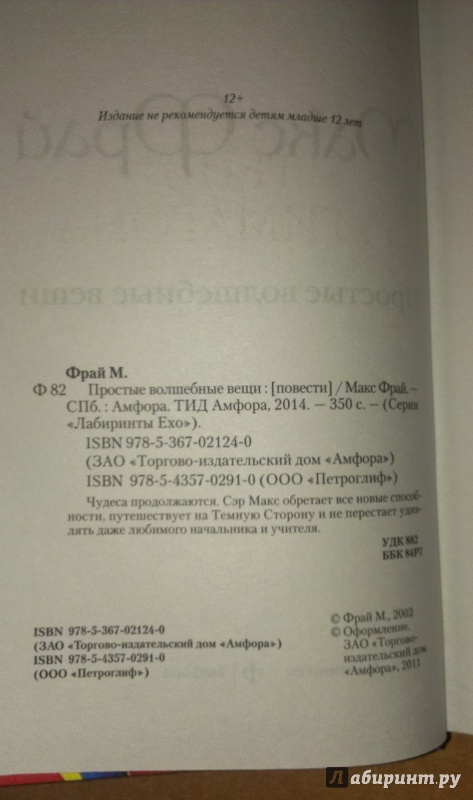 12+
Издание не рекомендуется детям младше 12 лет
Фрай М.
Ф 82 Простые волшебные вещи : [повести] / Макс Фрай. –
СПб. : Амфора. ТИД Амфора, 2014. — 350 с. – (Серия
«Лабиринты Ехо»).
ISBN 978-5-367-02124-0
(ЗАО «Торгово-издательский дом «Амфора»)
ISBN 978-5-4357-0291-0 (ООО «Петроглиф»)
Чудеса продолжаются. Сэр Макс обретает все новые способ-
ности, путешествует на Темную Сторону и не перестает удив-
лять даже любимого начальника и учителя.
УДК 882
ББК 84Р7
ISBN 978-5-367-02124-0
(ЗАО «Торгово-издательский дом «Амфора»)
ISBN 978-5-4357-0291-0
(ООО «Петроглиф»)
© Фрай М., 2002
© Оформление.
ЗАО «Торгово-
издательский дом
«Амфора», 2011
Лабиринт.ру